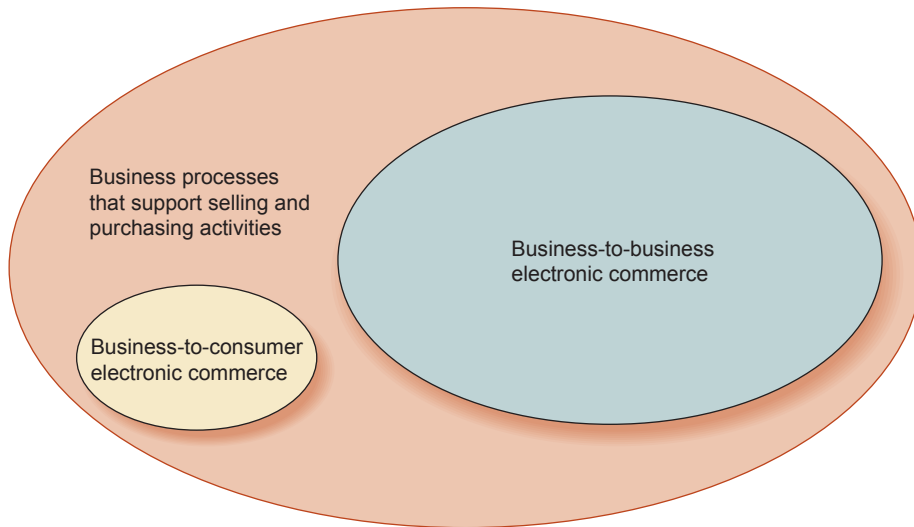 Business processes
that support selling and
purchasing activities
Business-to-business
electronic commerce
Business-to-consumer
electronic commerce